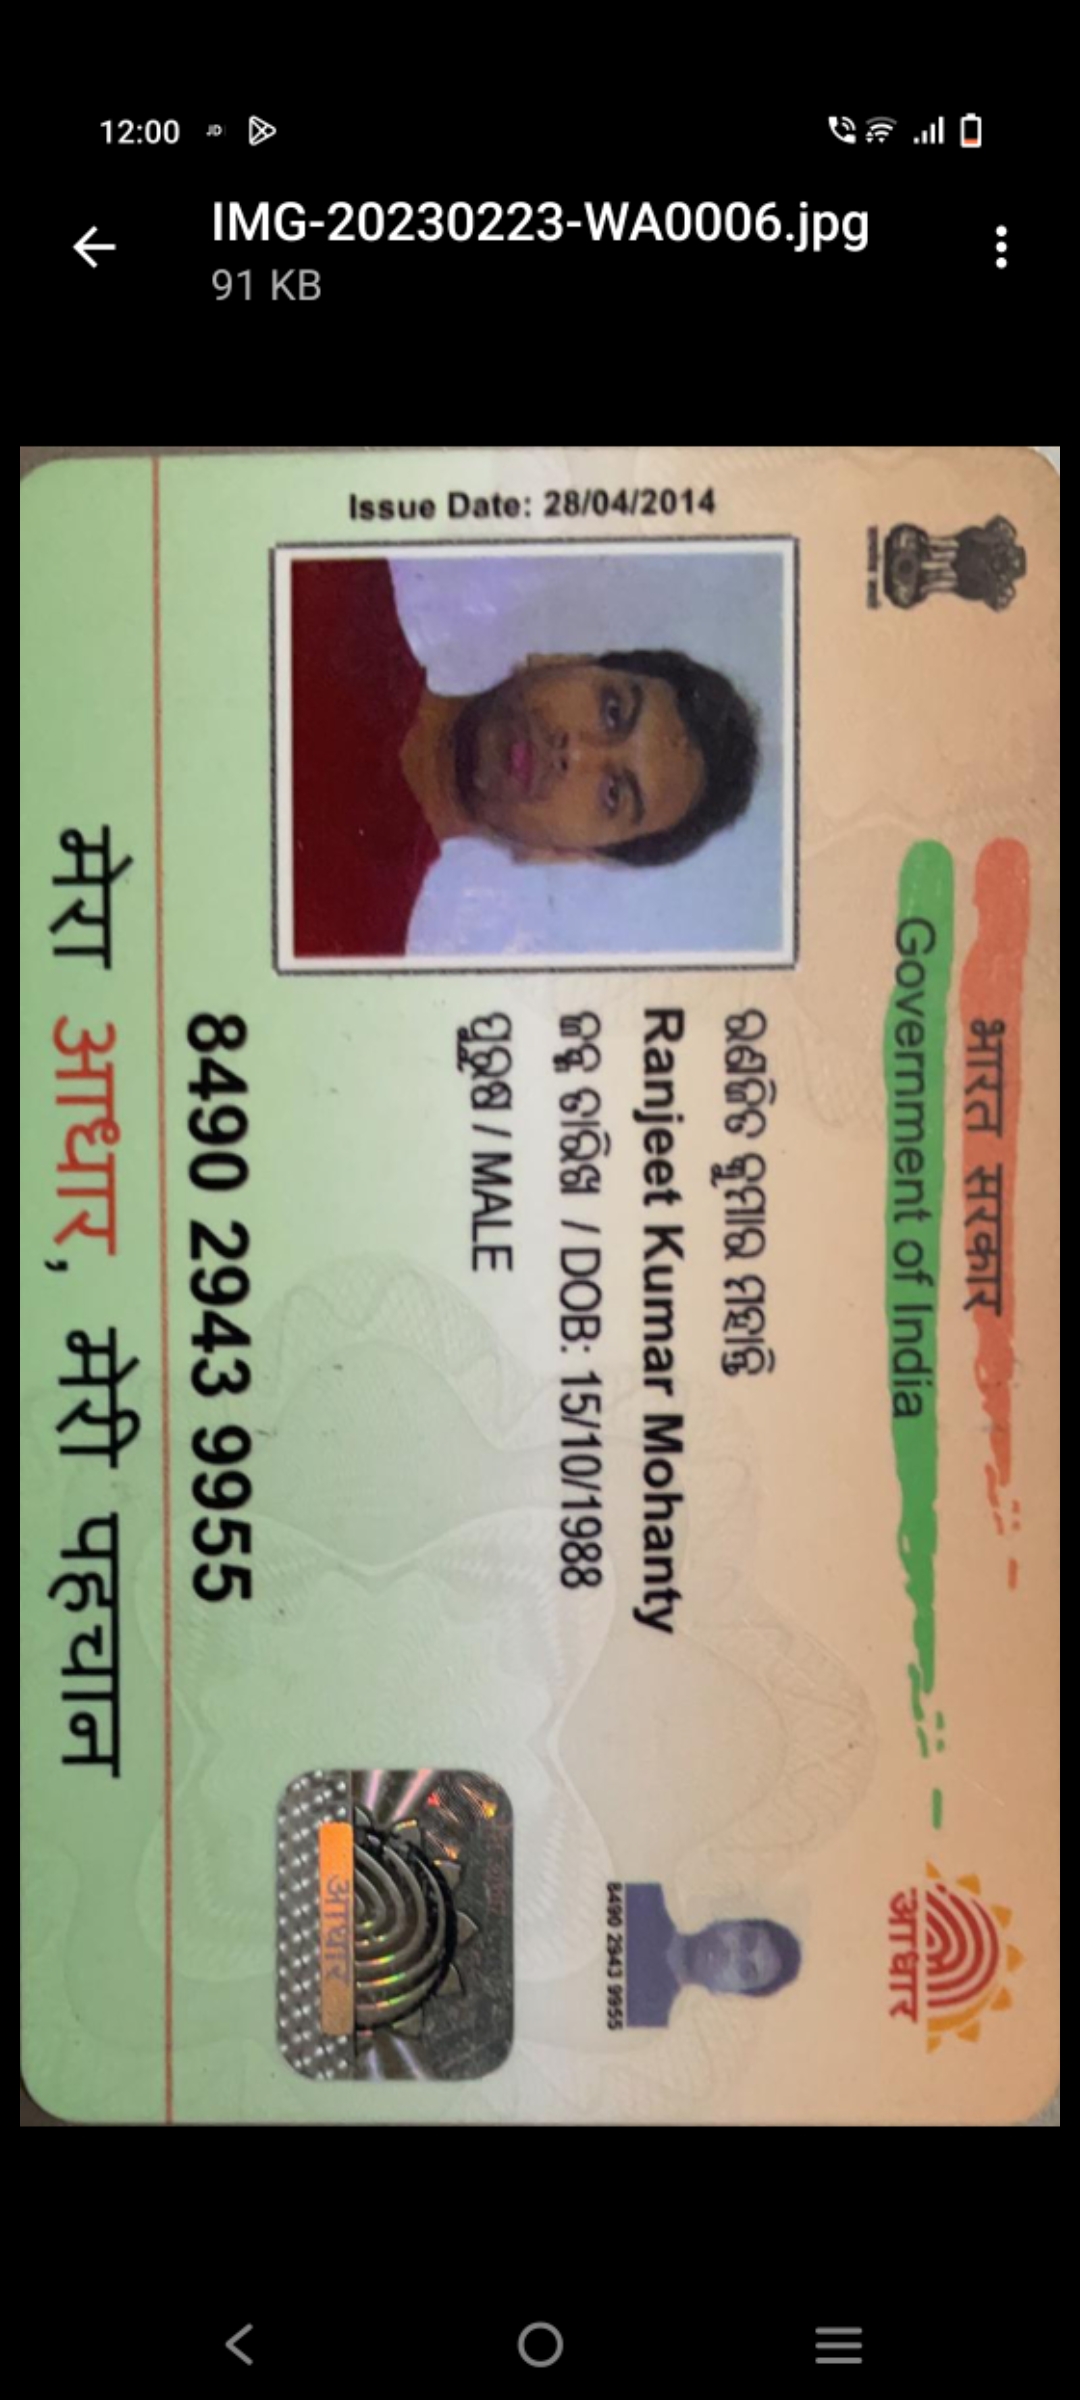 12:00
JD
IMG-20230223-WA0006.jpg
91 KB
भारत सरकार
Government of India
आधार
Issue Date: 28/04/2014
ରଣଜିତ କୁମାର ମହାନ୍ତି
Ranjeet Kumar Mohanty
ଜନ୍ମ ତାରିଖ / DOB: 15/10/1988
ପୁରୁଷ / MALE
8490 2943 9955
आधार
8490 2943 9955
मेरा आधार, मेरी पहचान